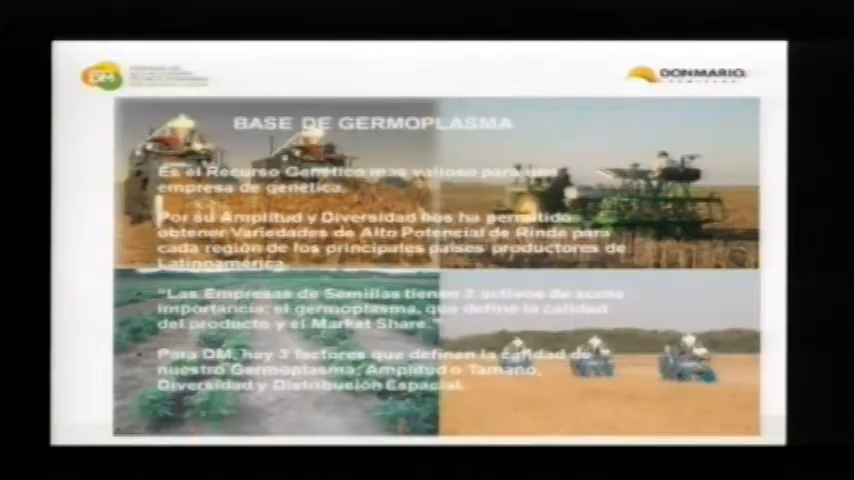 DM
DONMARIO
BASE DE GERMOPLASMA
Es el Recurso Genético mas valioso para una
empresa de genética.
Por su Amplitud y Diversidad nos ha permitido
obtener Variedades de Alto Potencial de Rinde para
cada región de los principales países productores de
Latinoamérica.
"Las Empresas de Semillas tienen 2 activos de suma
importancia: el germoplasma, que define la calidad
del producto y el Market Share."
Para DM, hay 3 factores que definen la calidad de
nuestro Germoplasma; Amplitud o Tamaño,
Diversidad y Distribución Espacial.